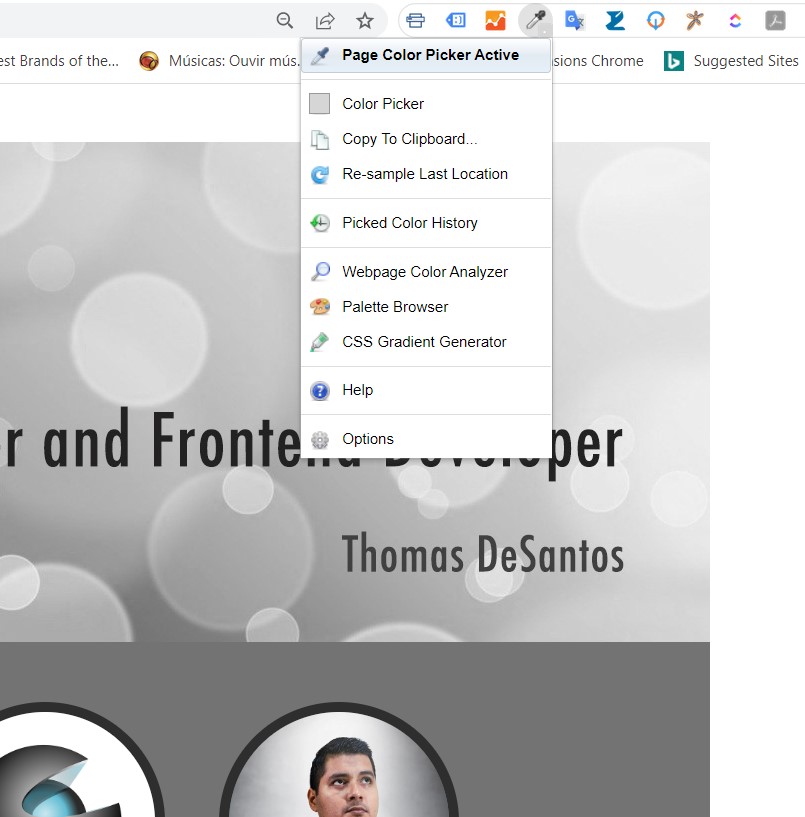 Page Color Picker Active
est Brands of the...
Músicas: Ouvir mús.
sions Chrome
Suggested Sites
Color Picker
Copy To Clipboard...
Re-sample Last Location
Picked Color History
Webpage Color Analyzer
Palette Browser
CSS Gradient Generator
Help
Options
r and Frontend Developer
Thomas DeSantos